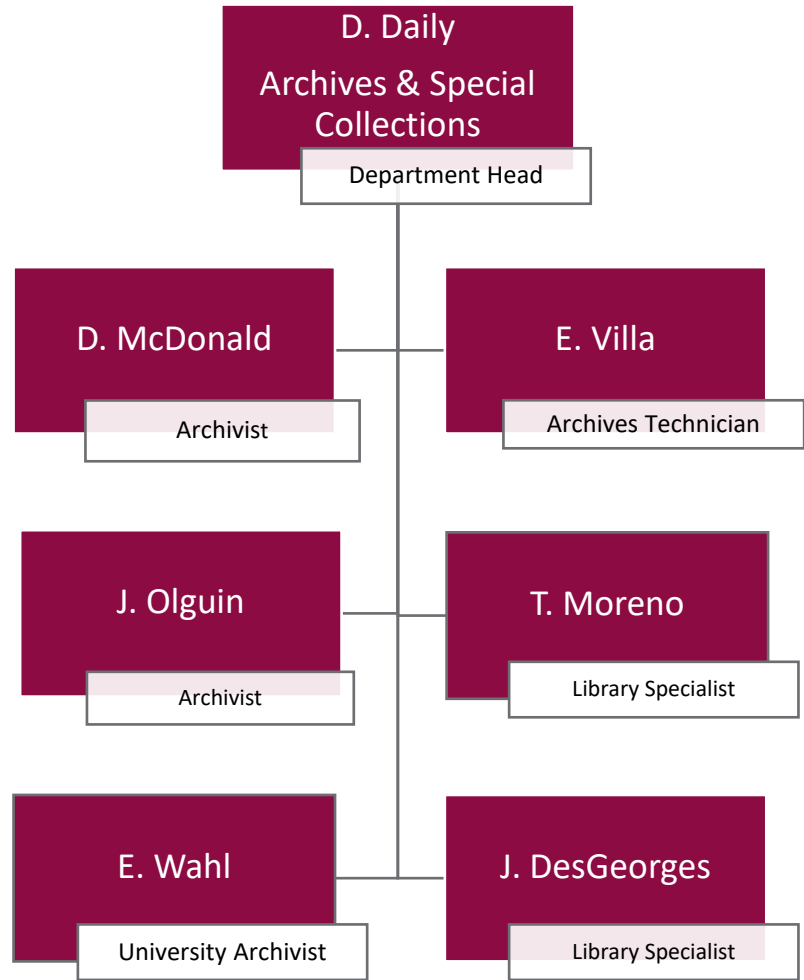 D. Daily
Archives & Special
Collections
Department Head
D. McDonald
Archivist
E. Villa
Archives Technician
J. Olguin
Archivist
T. Moreno
Library Specialist
E. Wahl
University Archivist
J. DesGeorges
Library Specialist